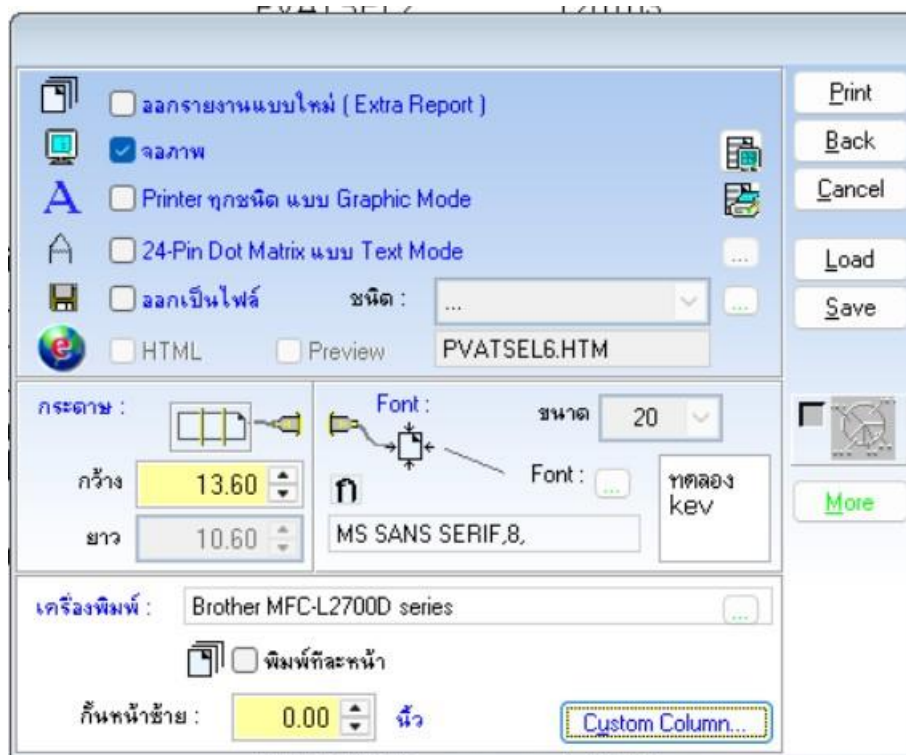 ออกรายงานแบบใหม่ ( Extra Report )
จอภาพ
Printer ทุกชนิด แบบ Graphic Mode
24-Pin Dot Matrix แบบ Text Mode
ออกเป็นไฟล์ ชนิด : ... ...
HTML Preview PVATSEL6.HTM
Print
Back
Cancel
Load
Save
More
กระดาษ :
กว้าง 13.60
ยาว 10.60
Font : ขนาด 20
Font : ...
ก
MS SANS SERIF,8,
ทดลอง
kev
เครื่องพิมพ์ : Brother MFC-L2700D series ...
พิมพ์ทีละหน้า
กั้นหน้าซ้าย : 0.00 นิ้ว
Custom Column...